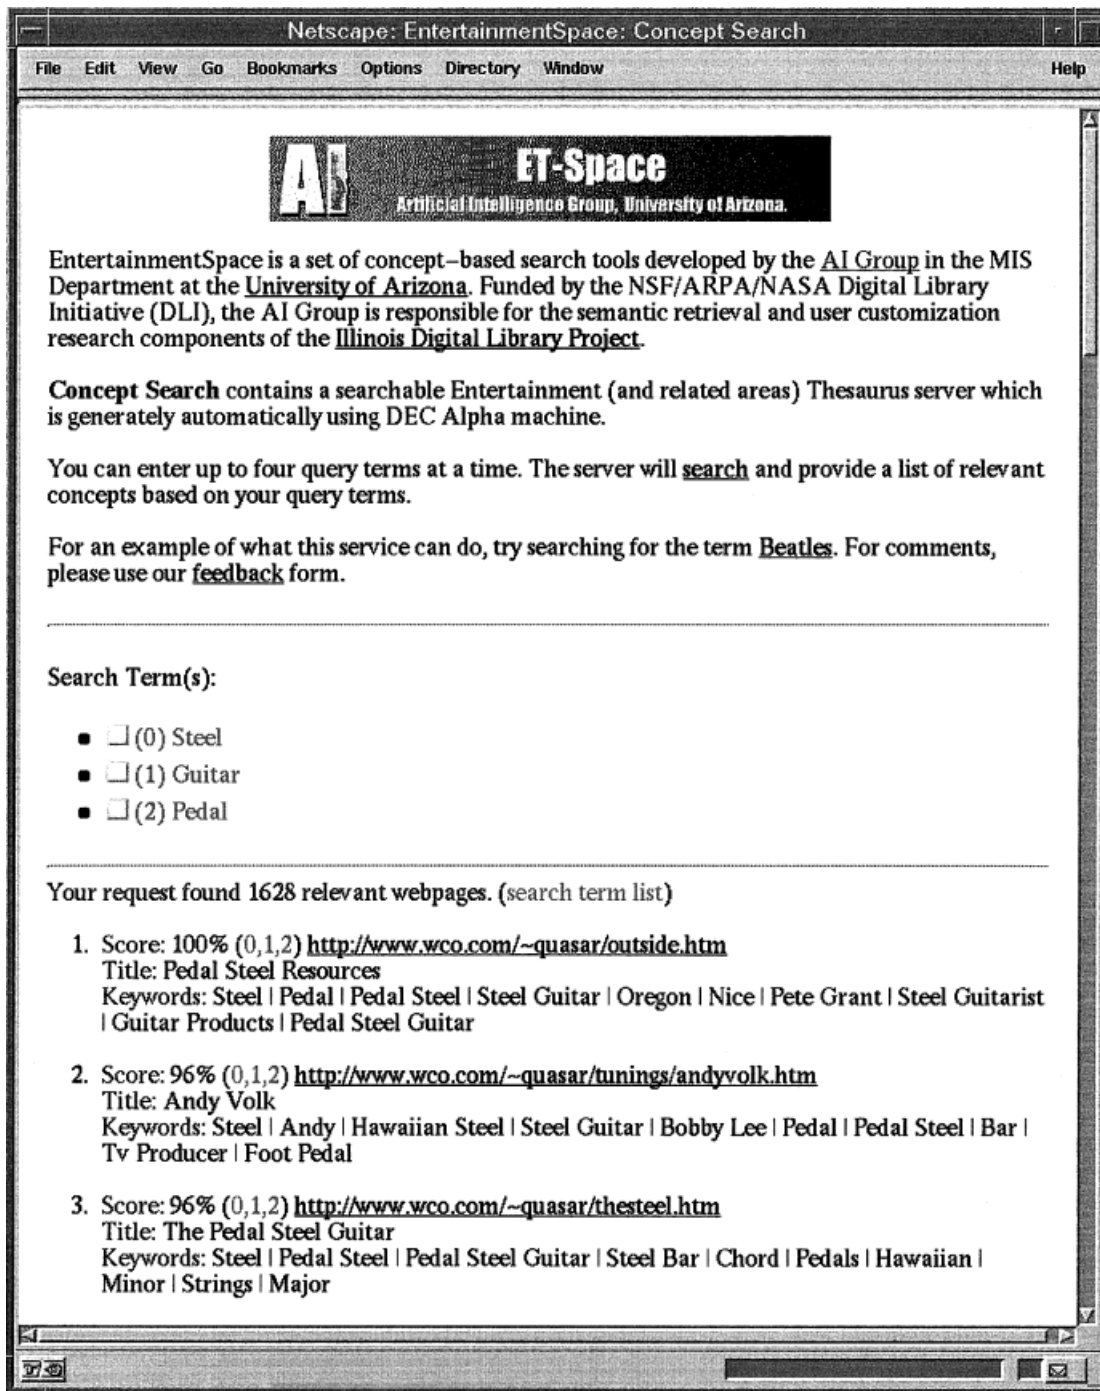 Netscape: EntertainmentSpace: Concept Search
File Edit View Go Bookmarks Options Directory Window Help
AI ET-Space
Artificial Intelligence Group, University of Arizona.
EntertainmentSpace is a set of concept-based search tools developed by the AI Group in the MIS
Department at the University of Arizona. Funded by the NSF/ARPA/NASA Digital Library
Initiative (DLI), the AI Group is responsible for the semantic retrieval and user customization
research components of the Illinois Digital Library Project.
Concept Search contains a searchable Entertainment (and related areas) Thesaurus server which
is generately automatically using DEC Alpha machine.
You can enter up to four query terms at a time. The server will search and provide a list of relevant
concepts based on your query terms.
For an example of what this service can do, try searching for the term Beatles. For comments,
please use our feedback form.
Search Term(s):
(0) Steel
(1) Guitar
(2) Pedal
Your request found 1628 relevant webpages. (search term list)
1. Score: 100% (0,1,2) http://www.wco.com/~quasar/outside.htm
Title: Pedal Steel Resources
Keywords: Steel | Pedal | Pedal Steel | Steel Guitar | Oregon | Nice | Pete Grant | Steel Guitarist
| Guitar Products | Pedal Steel Guitar
2. Score: 96% (0,1,2) http://www.wco.com/~quasar/tunings/andyvolk.htm
Title: Andy Volk
Keywords: Steel | Andy | Hawaiian Steel | Steel Guitar | Bobby Lee | Pedal | Pedal Steel | Bar |
Tv Producer | Foot Pedal
3. Score: 96% (0,1,2) http://www.wco.com/~quasar/thesteel.htm
Title: The Pedal Steel Guitar
Keywords: Steel | Pedal Steel | Pedal Steel Guitar | Steel Bar | Chord | Pedals | Hawaiian |
Minor | Strings | Major